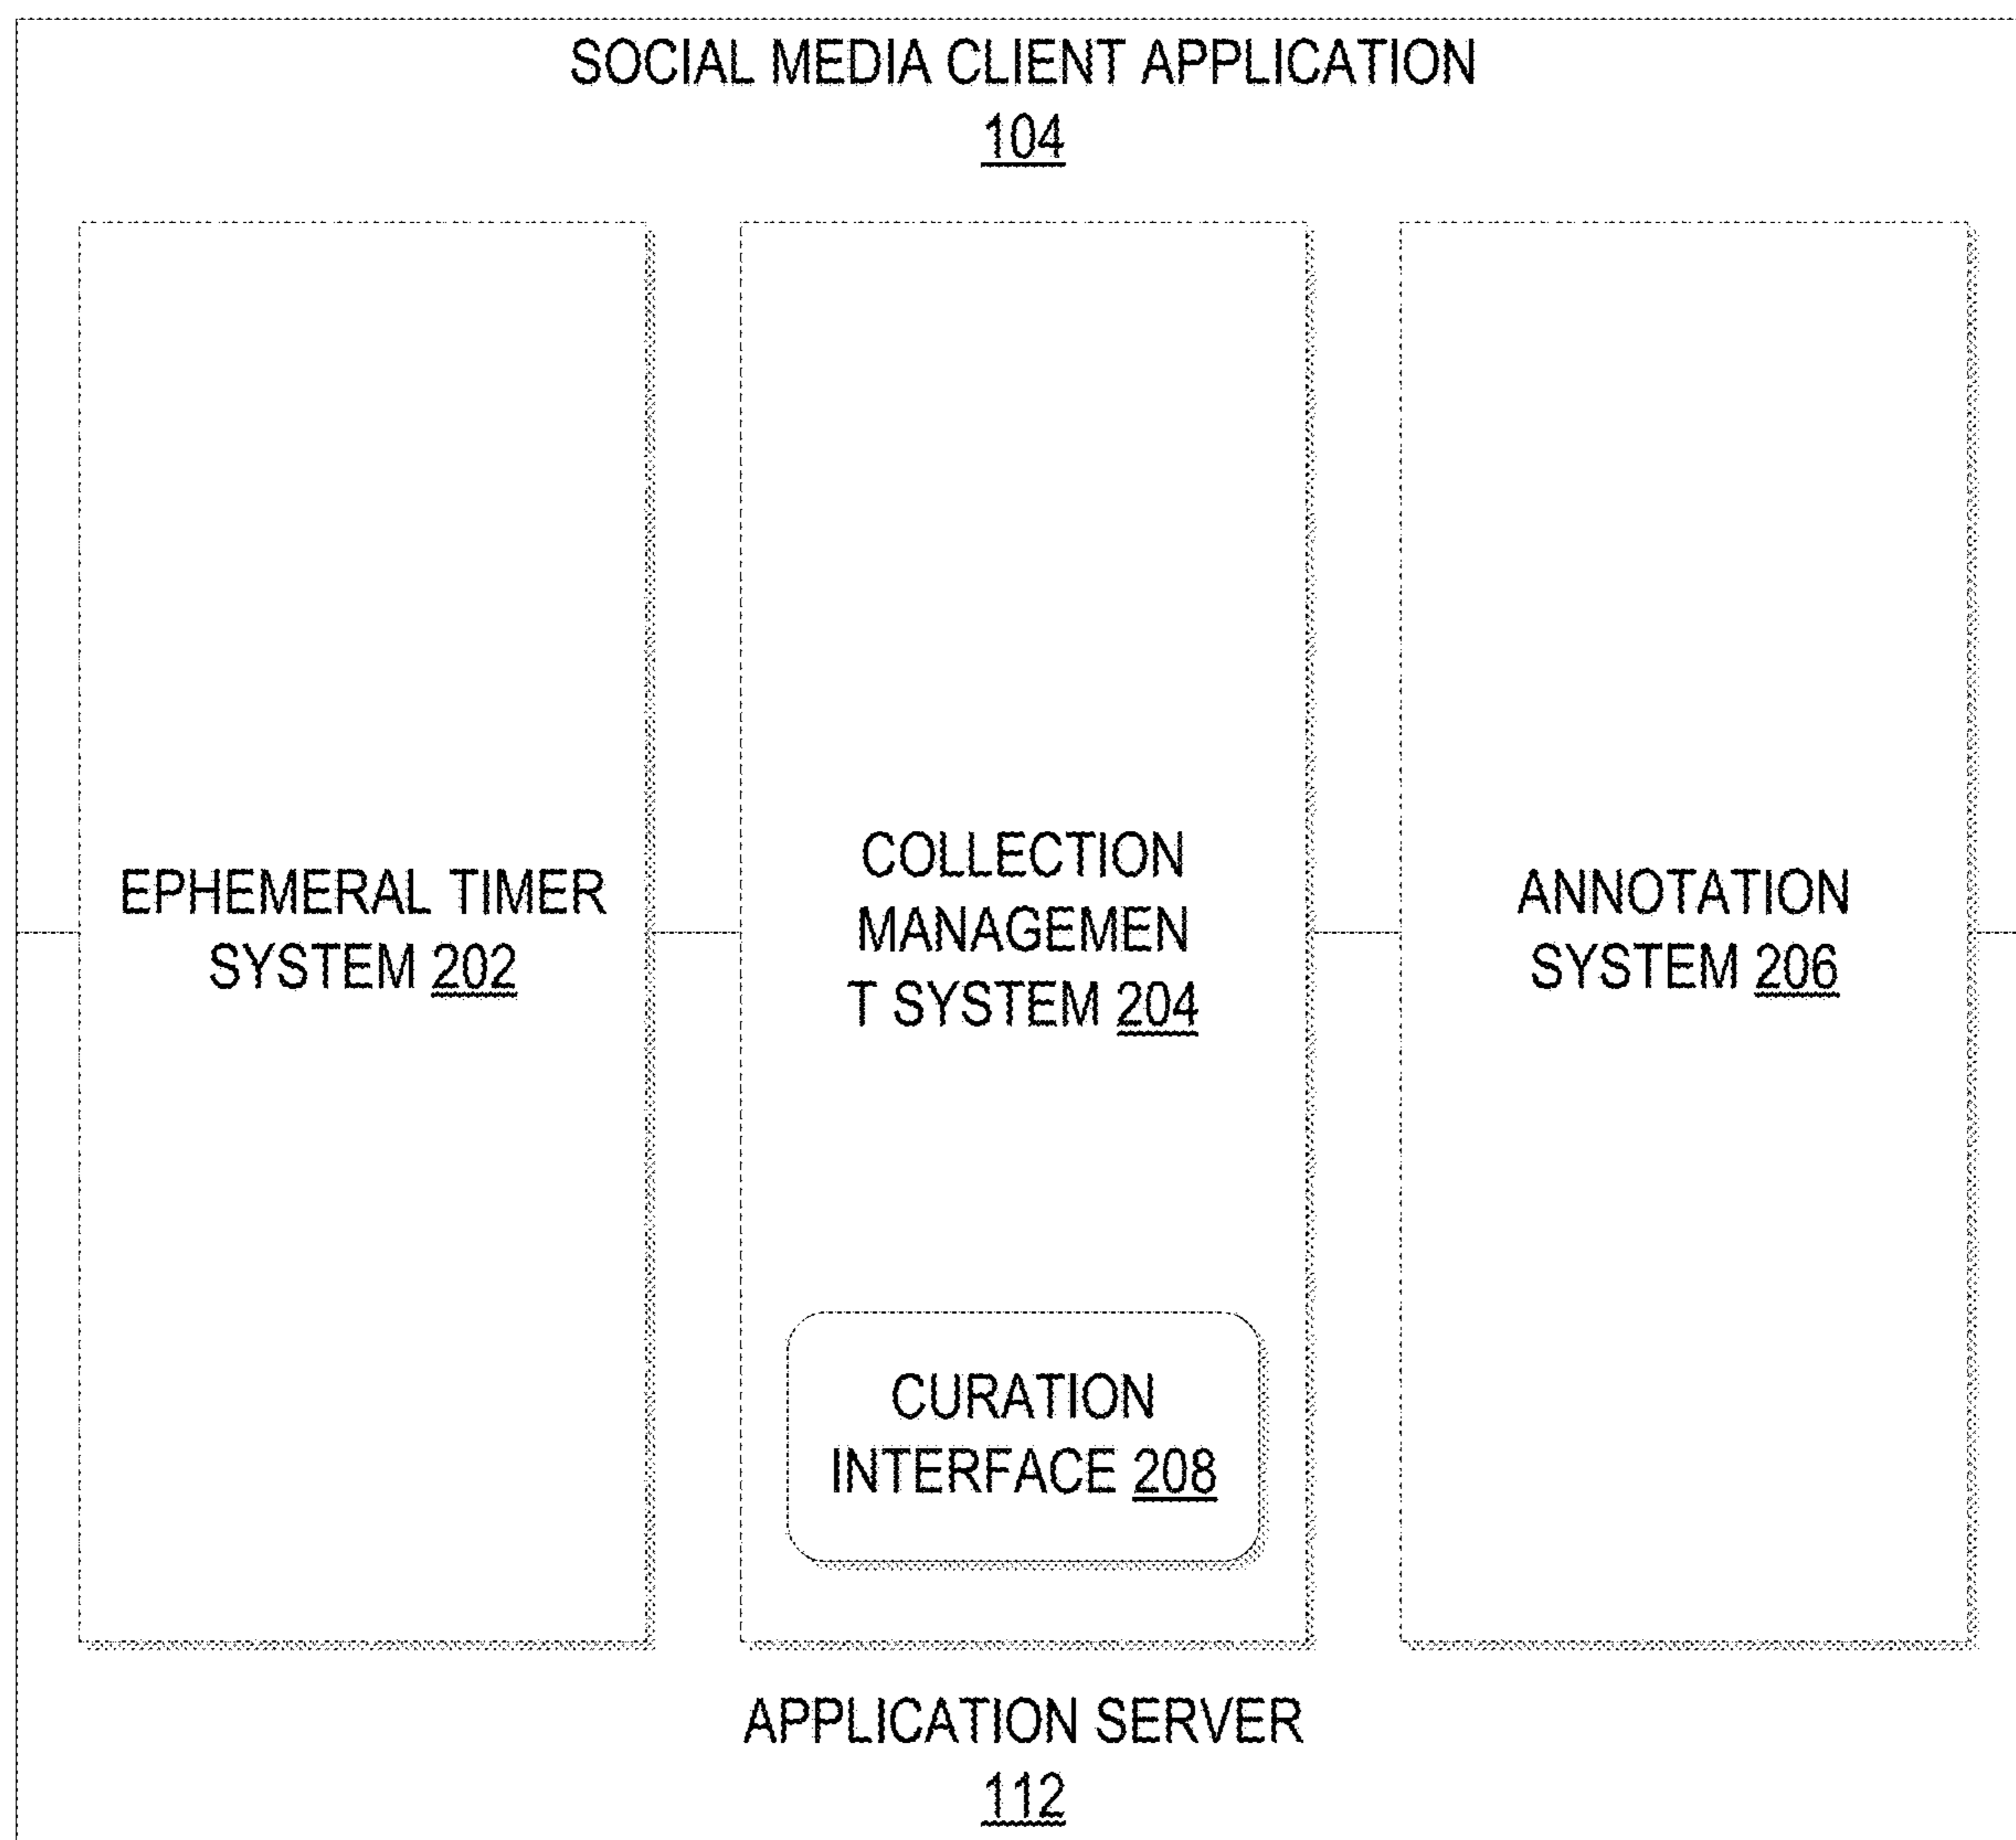 SOCIAL MEDIA CLIENT APPLICATION
104
EPHEMERAL TIMER
SYSTEM 202
COLLECTION
MANAGEMEN
T SYSTEM 204
ANNOTATION
SYSTEM 206
CURATION
INTERFACE 208
APPLICATION SERVER
112